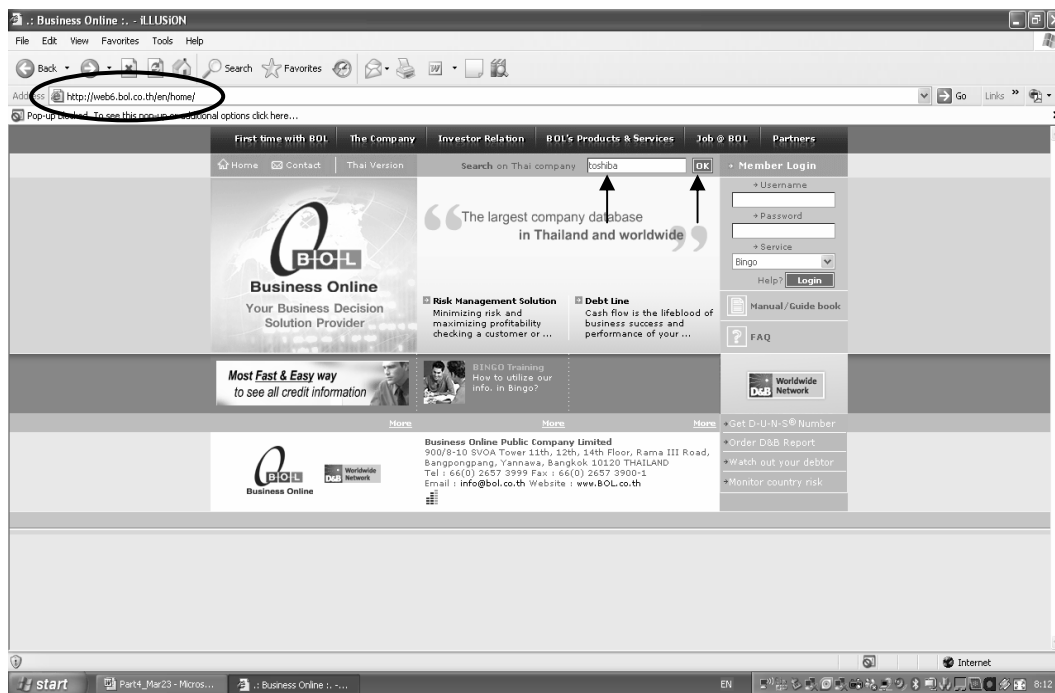 .: Business Online :. - iLLUSiON
File Edit View Favorites Tools Help
Back Search Favorites
Address http://web6.bol.co.th/en/home/ Go Links »
Pop-up blocked. To see this pop-up or additional options click here...
First time with BOL The Company Investor Relation BOL's Products & Services Job @ BOL Partners
Home Contact Thai Version Search on Thai company toshiba OK Member Login
Username
Password
Service
Bingo
Help? Login
Manual/Guide book
FAQ
BOL
Business Online
Your Business Decision
Solution Provider
The largest company database
in Thailand and worldwide
Risk Management Solution
Minimizing risk and
maximizing profitability
checking a customer or ...
Debt Line
Cash flow is the lifeblood of
business success and
performance of your ...
Most Fast & Easy way
to see all credit information
BINGO Training
How to utilize our
info. in Bingo?
D&B Worldwide
Network
More More More
Get D-U-N-S® Number
Order D&B Report
Watch out your debtor
Monitor country risk
BOL
Business Online
D&B Worldwide
Network
Business Online Public Company Limited
900/8-10 SVOA Tower 11th, 12th, 14th Floor, Rama III Road,
Bangpongpang, Yannawa, Bangkok 10120 THAILAND
Tel : 66(0) 2657 3999 Fax : 66(0) 2657 3900-1
Email : info@bol.co.th Website : www.BOL.co.th
Internet
start Part4_Mar23 - Micros... .: Business Online :. -... EN 8:12